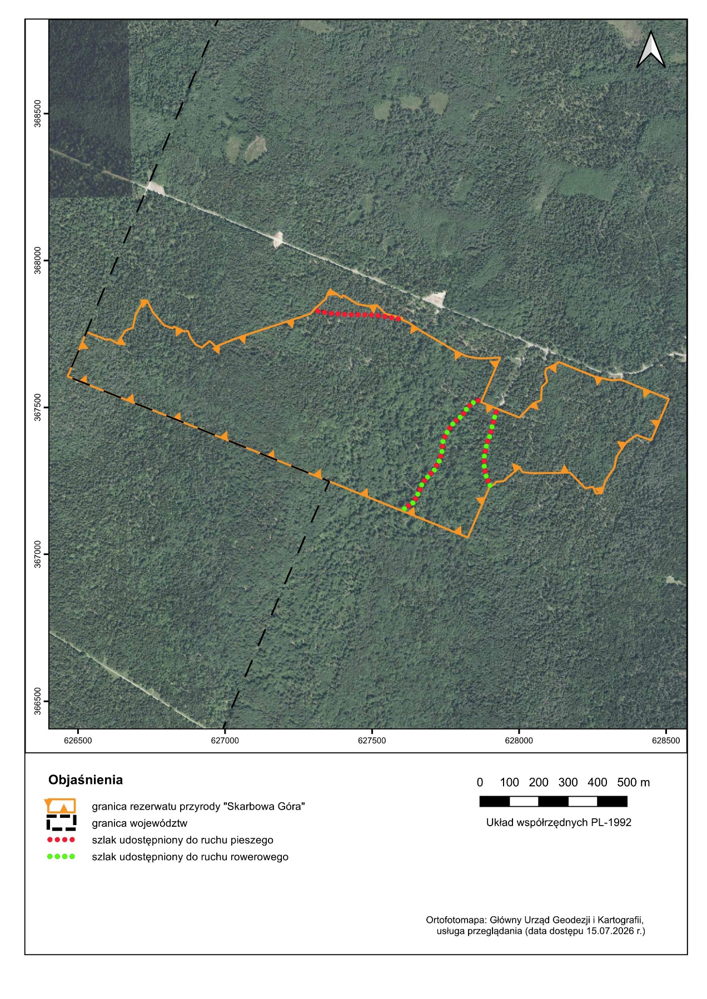 368500
368000
367500
367000
366500
626500 627000 627500 628000 628500
Objaśnienia
granica rezerwatu przyrody "Skarbowa Góra"
granica województw
szlak udostępniony do ruchu pieszego
szlak udostępniony do ruchu rowerowego
0 100 200 300 400 500 m
Układ współrzędnych PL-1992
Ortofotomapa: Główny Urząd Geodezji i Kartografii,
usługa przeglądania (data dostępu 15.07.2026 r.)